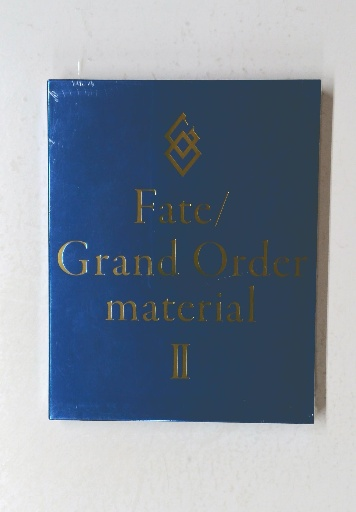 Fate/
Grand Order
material
II